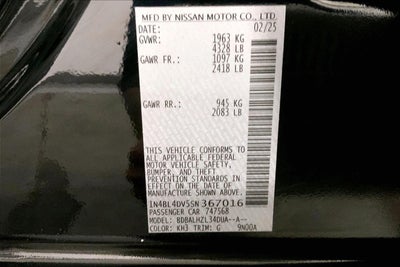 MFD BY NISSAN MOTOR CO., LTD.
DATE: 02/25
GVWR: 1963 KG
4328 LB
GAWR FR.: 1097 KG
2418 LB
GAWR RR.: 945 KG
2083 LB
THIS VEHICLE CONFORMS TO
ALL APPLICABLE FEDERAL
MOTOR VEHICLE SAFETY,
BUMPER, AND THEFT
PREVENTION STANDARDS IN
EFFECT ON THE DATE OF
MANUFACTURE SHOWN ABOVE.
1N4BL4DV5SN367016
PASSENGER CAR 747568
MODEL: BDBALHZL34DUA--A--
COLOR: KH3 TRIM: G 9N00A